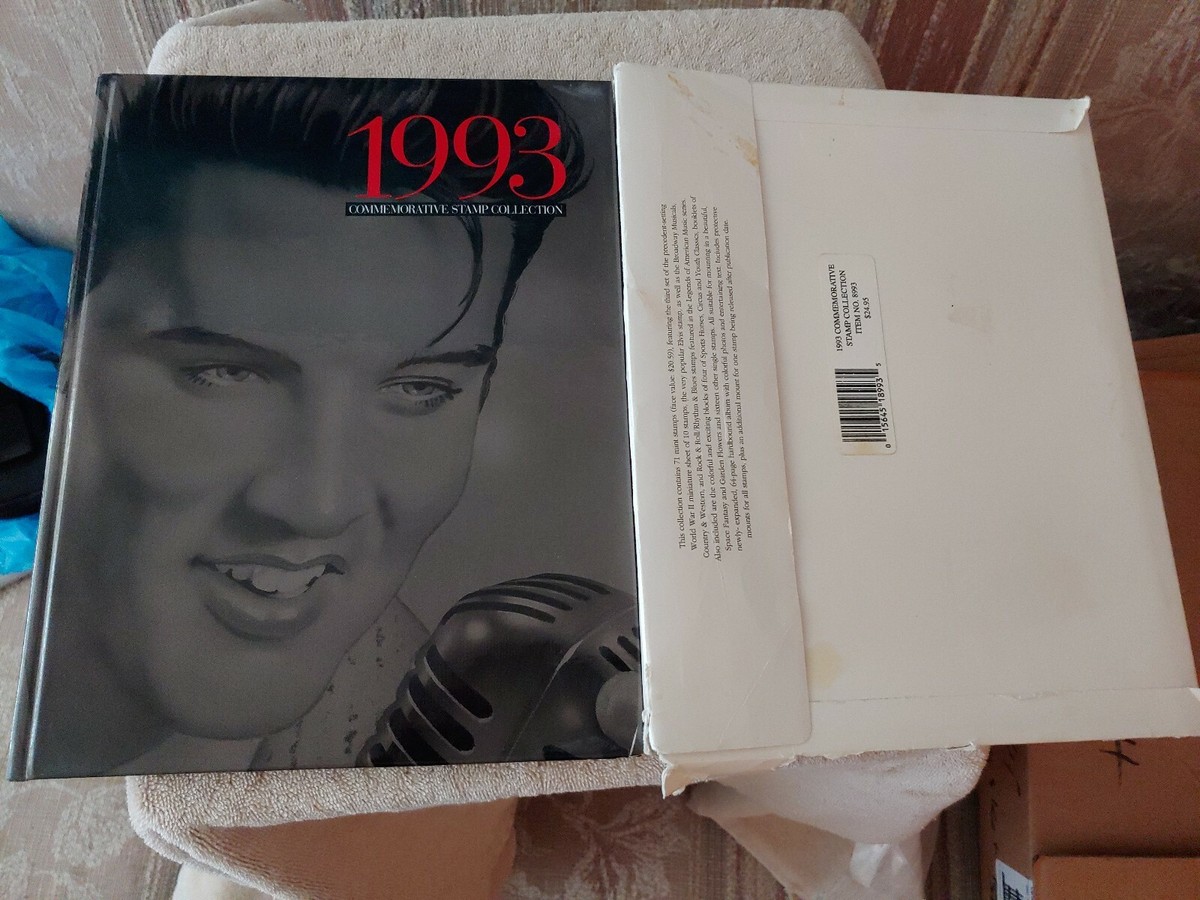 1993
COMMEMORATIVE STAMP COLLECTION
This collection contains 71 mint stamps (face value: $20.59), featuring the third set of the precedent-setting
World War II miniature sheet of 10 stamps, the very popular Elvis stamp, as well as the Broadway Musicals,
Country & Western, and Rock & Roll/Rhythm & Blues stamps featured in the Legends of American Music series.
Also included are the colorful and exciting blocks of four of Sports Horses, Circus and Youth Classics, booklets of
Space Fantasy and Garden Flowers and sixteen other single stamps. All suitable for mounting in a beautiful,
newly-expanded, 64-page hardbound album with colorful photos and entertaining text. Includes protective
mounts for all stamps, plus an additional mount for one stamp being released after publication date.
1993 COMMEMORATIVE
STAMP COLLECTION
ITEM NO. 8993
$24.95
0 15645 18993 5